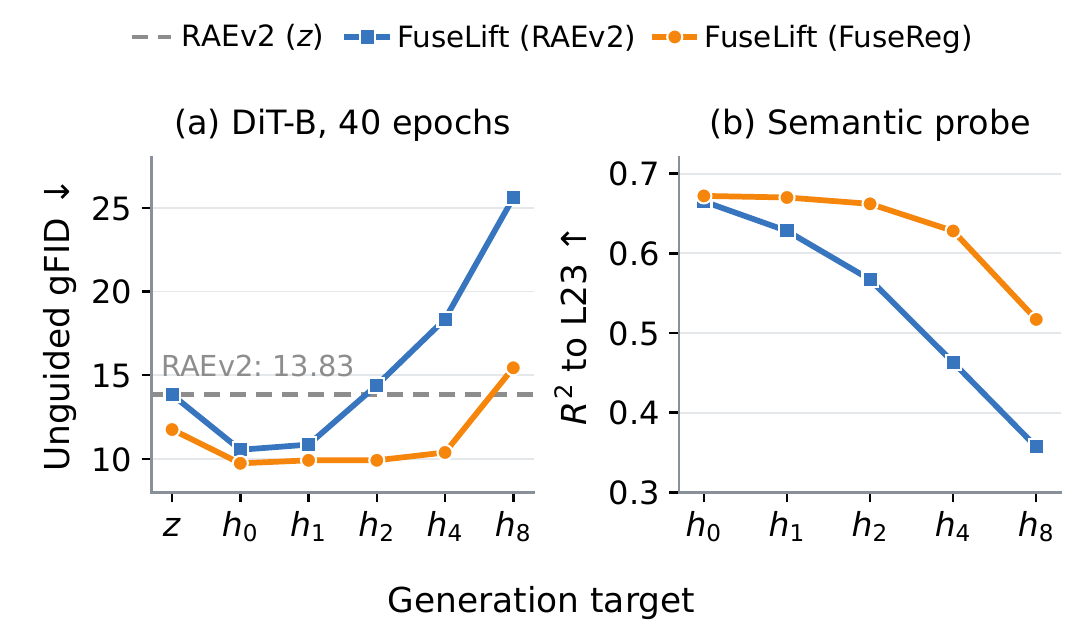 RAEv2 (z) FuseLift (RAEv2) FuseLift (FuseReg)
(a) DiT-B, 40 epochs
Unguided gFID ↓
25
20
15
10
RAEv2: 13.83
z h₀ h₁ h₂ h₄ h₈
(b) Semantic probe
R² to L23 ↑
0.7
0.6
0.5
0.4
0.3
h₀ h₁ h₂ h₄ h₈
Generation target